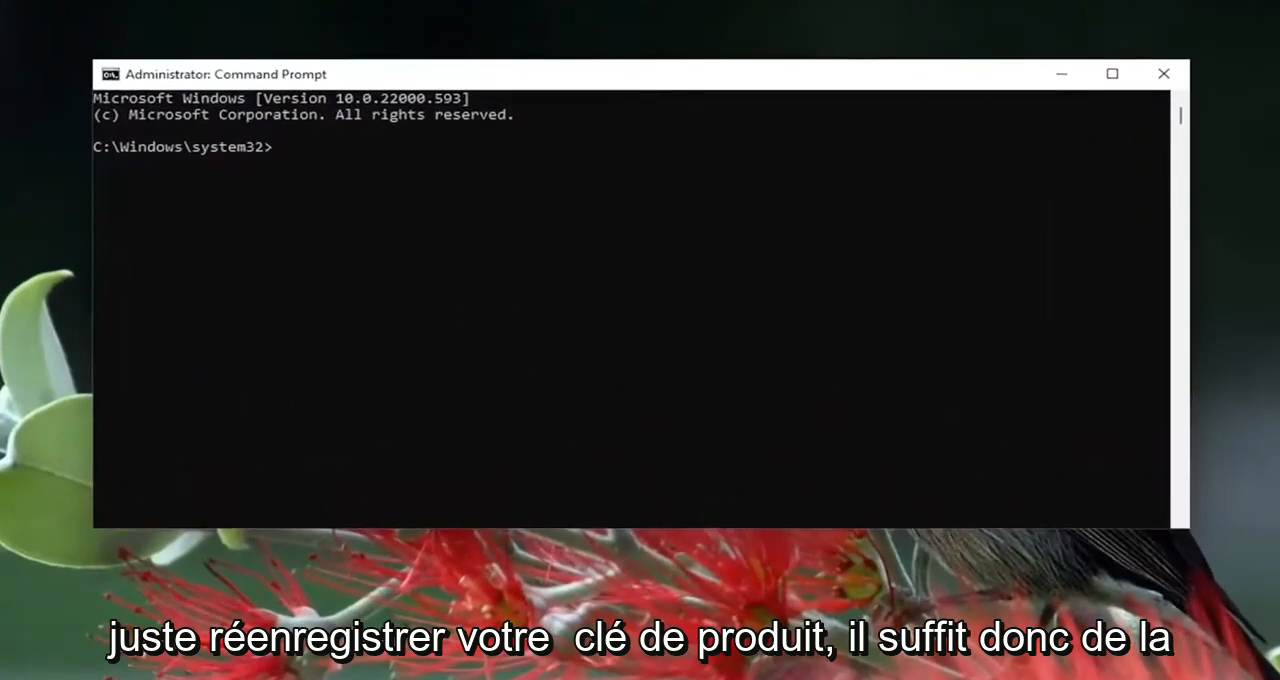 Administrator: Command Prompt
Microsoft Windows [Version 10.0.22000.593]
(c) Microsoft Corporation. All rights reserved.
C:\Windows\system32>
juste réenregistrer votre  clé de produit, il suffit donc de la